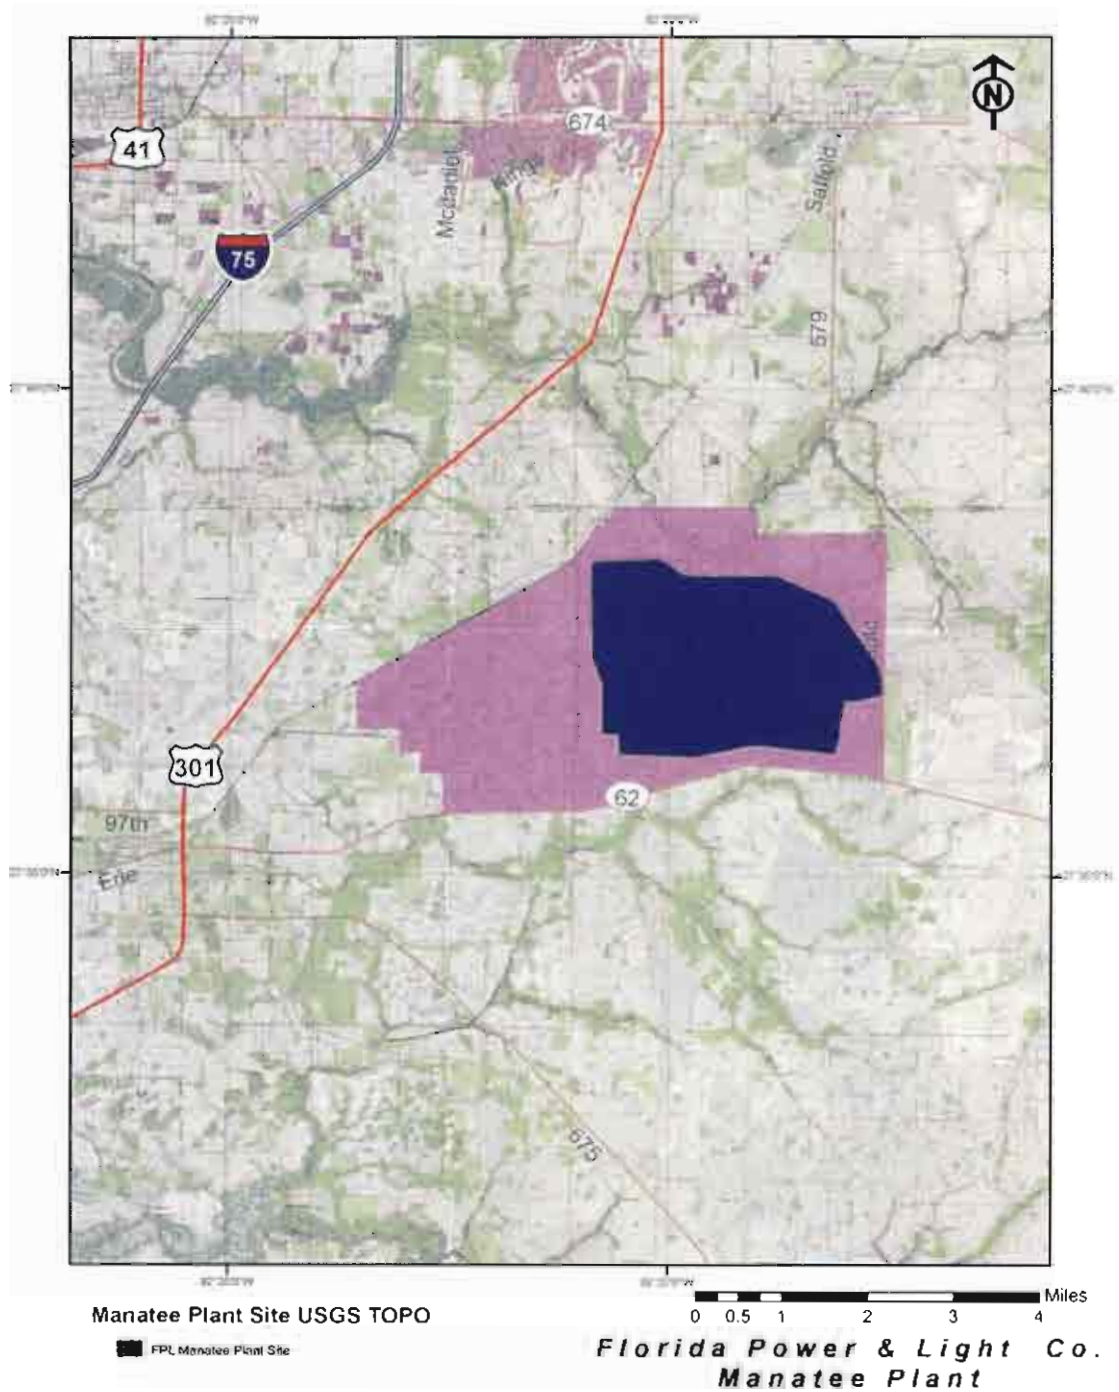 41
674
Mcdaniel
King
Saffold
75
579
301
62
97th
Erie
675
N
Manatee Plant Site USGS TOPO
FPL Manatee Plant Site
Miles
0 0.5 1 2 3 4
Florida Power & Light Co.
Manatee Plant